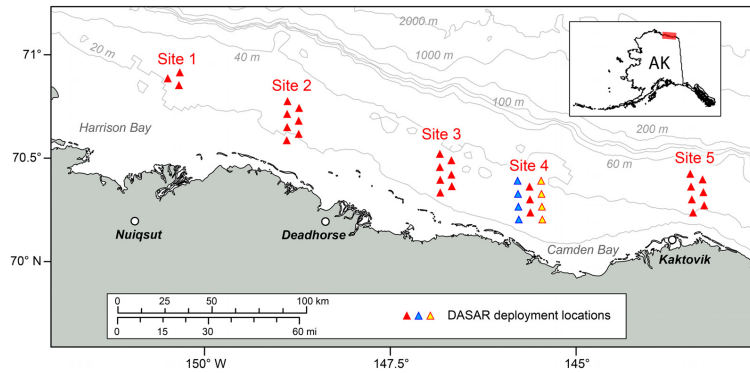 2000 m
71°
Site 1
20 m
40 m
1000 m
AK
Site 2
100 m
Harrison Bay
200 m
70.5°
Site 3
60 m
Site 4
Site 5
Nuiqsut
Deadhorse
Camden Bay
Kaktovik
70° N
0 25 50 100 km
0 15 30 60 mi
DASAR deployment locations
150° W 147.5° 145°